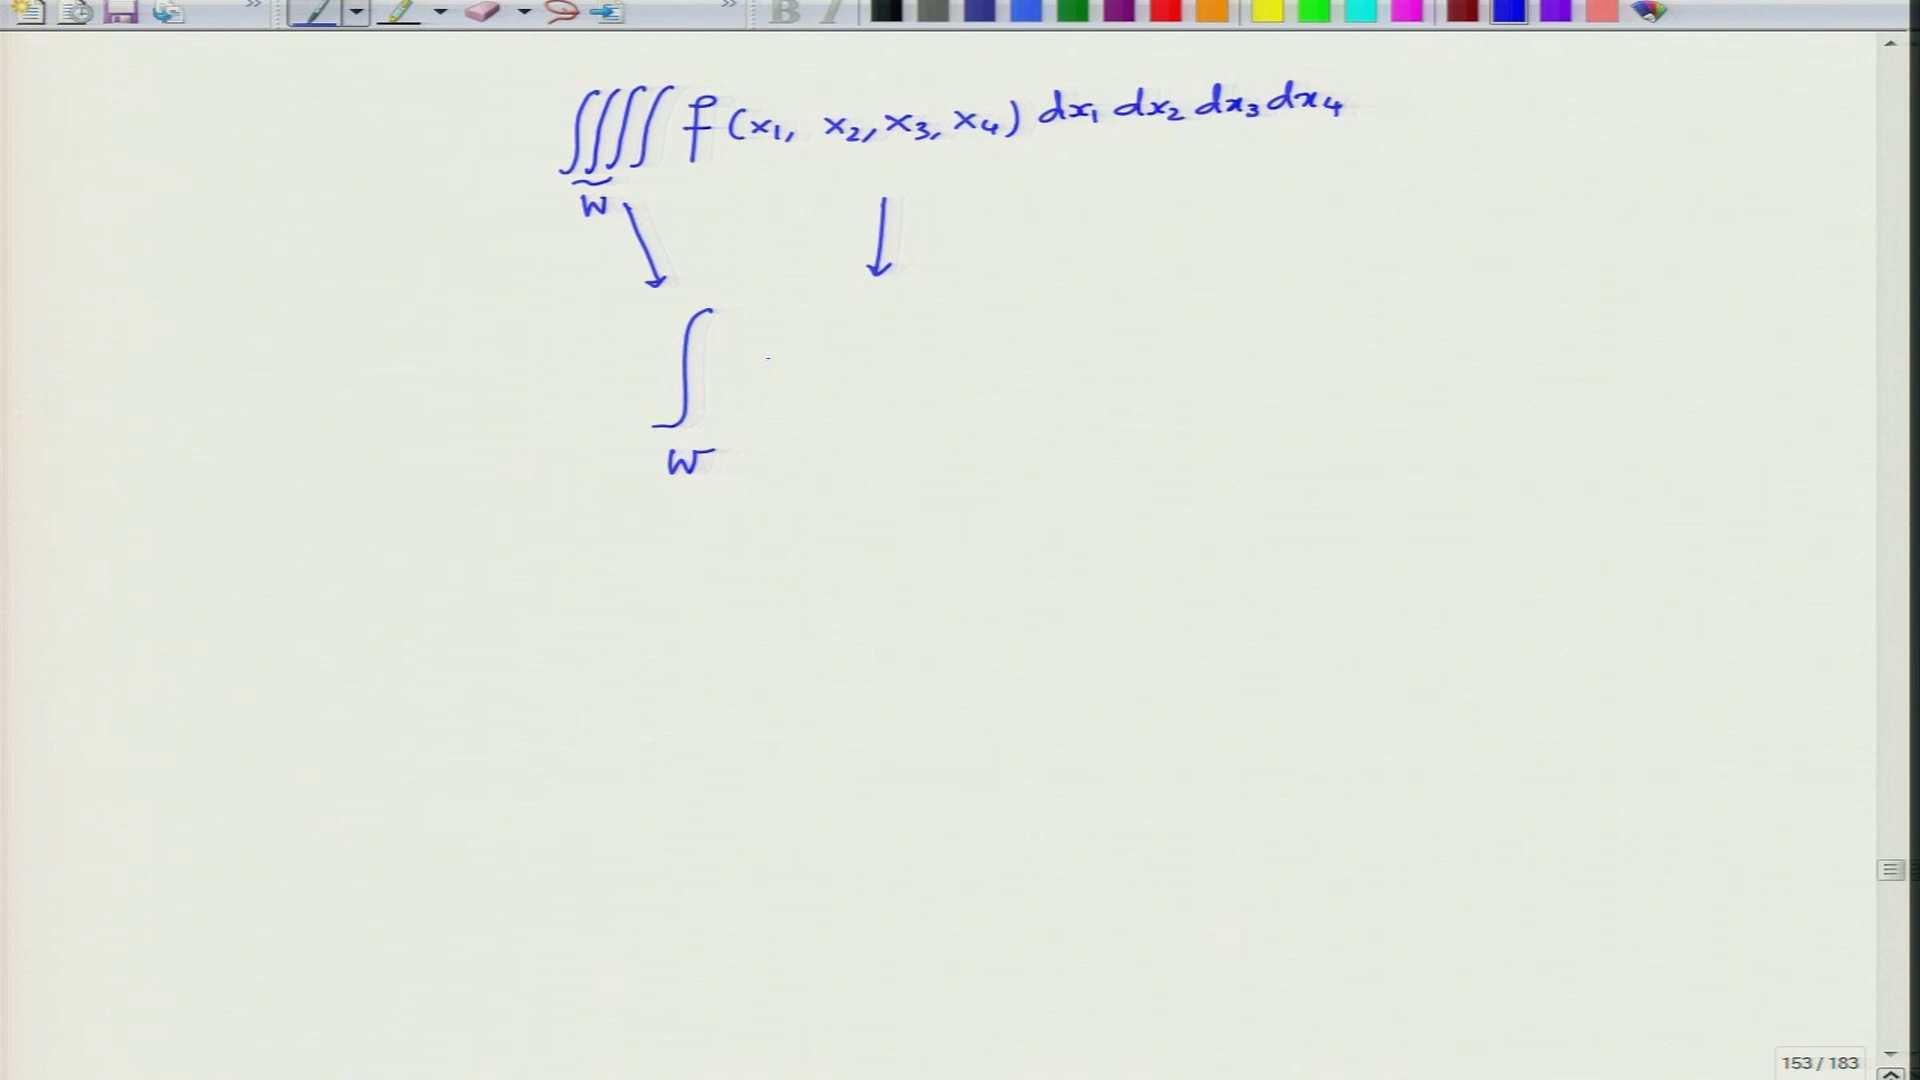 ∫∫∫∫ f (x₁, x₂, x₃, x₄) dx₁ dx₂ dx₃ dx₄
W
∫
W
153 / 183